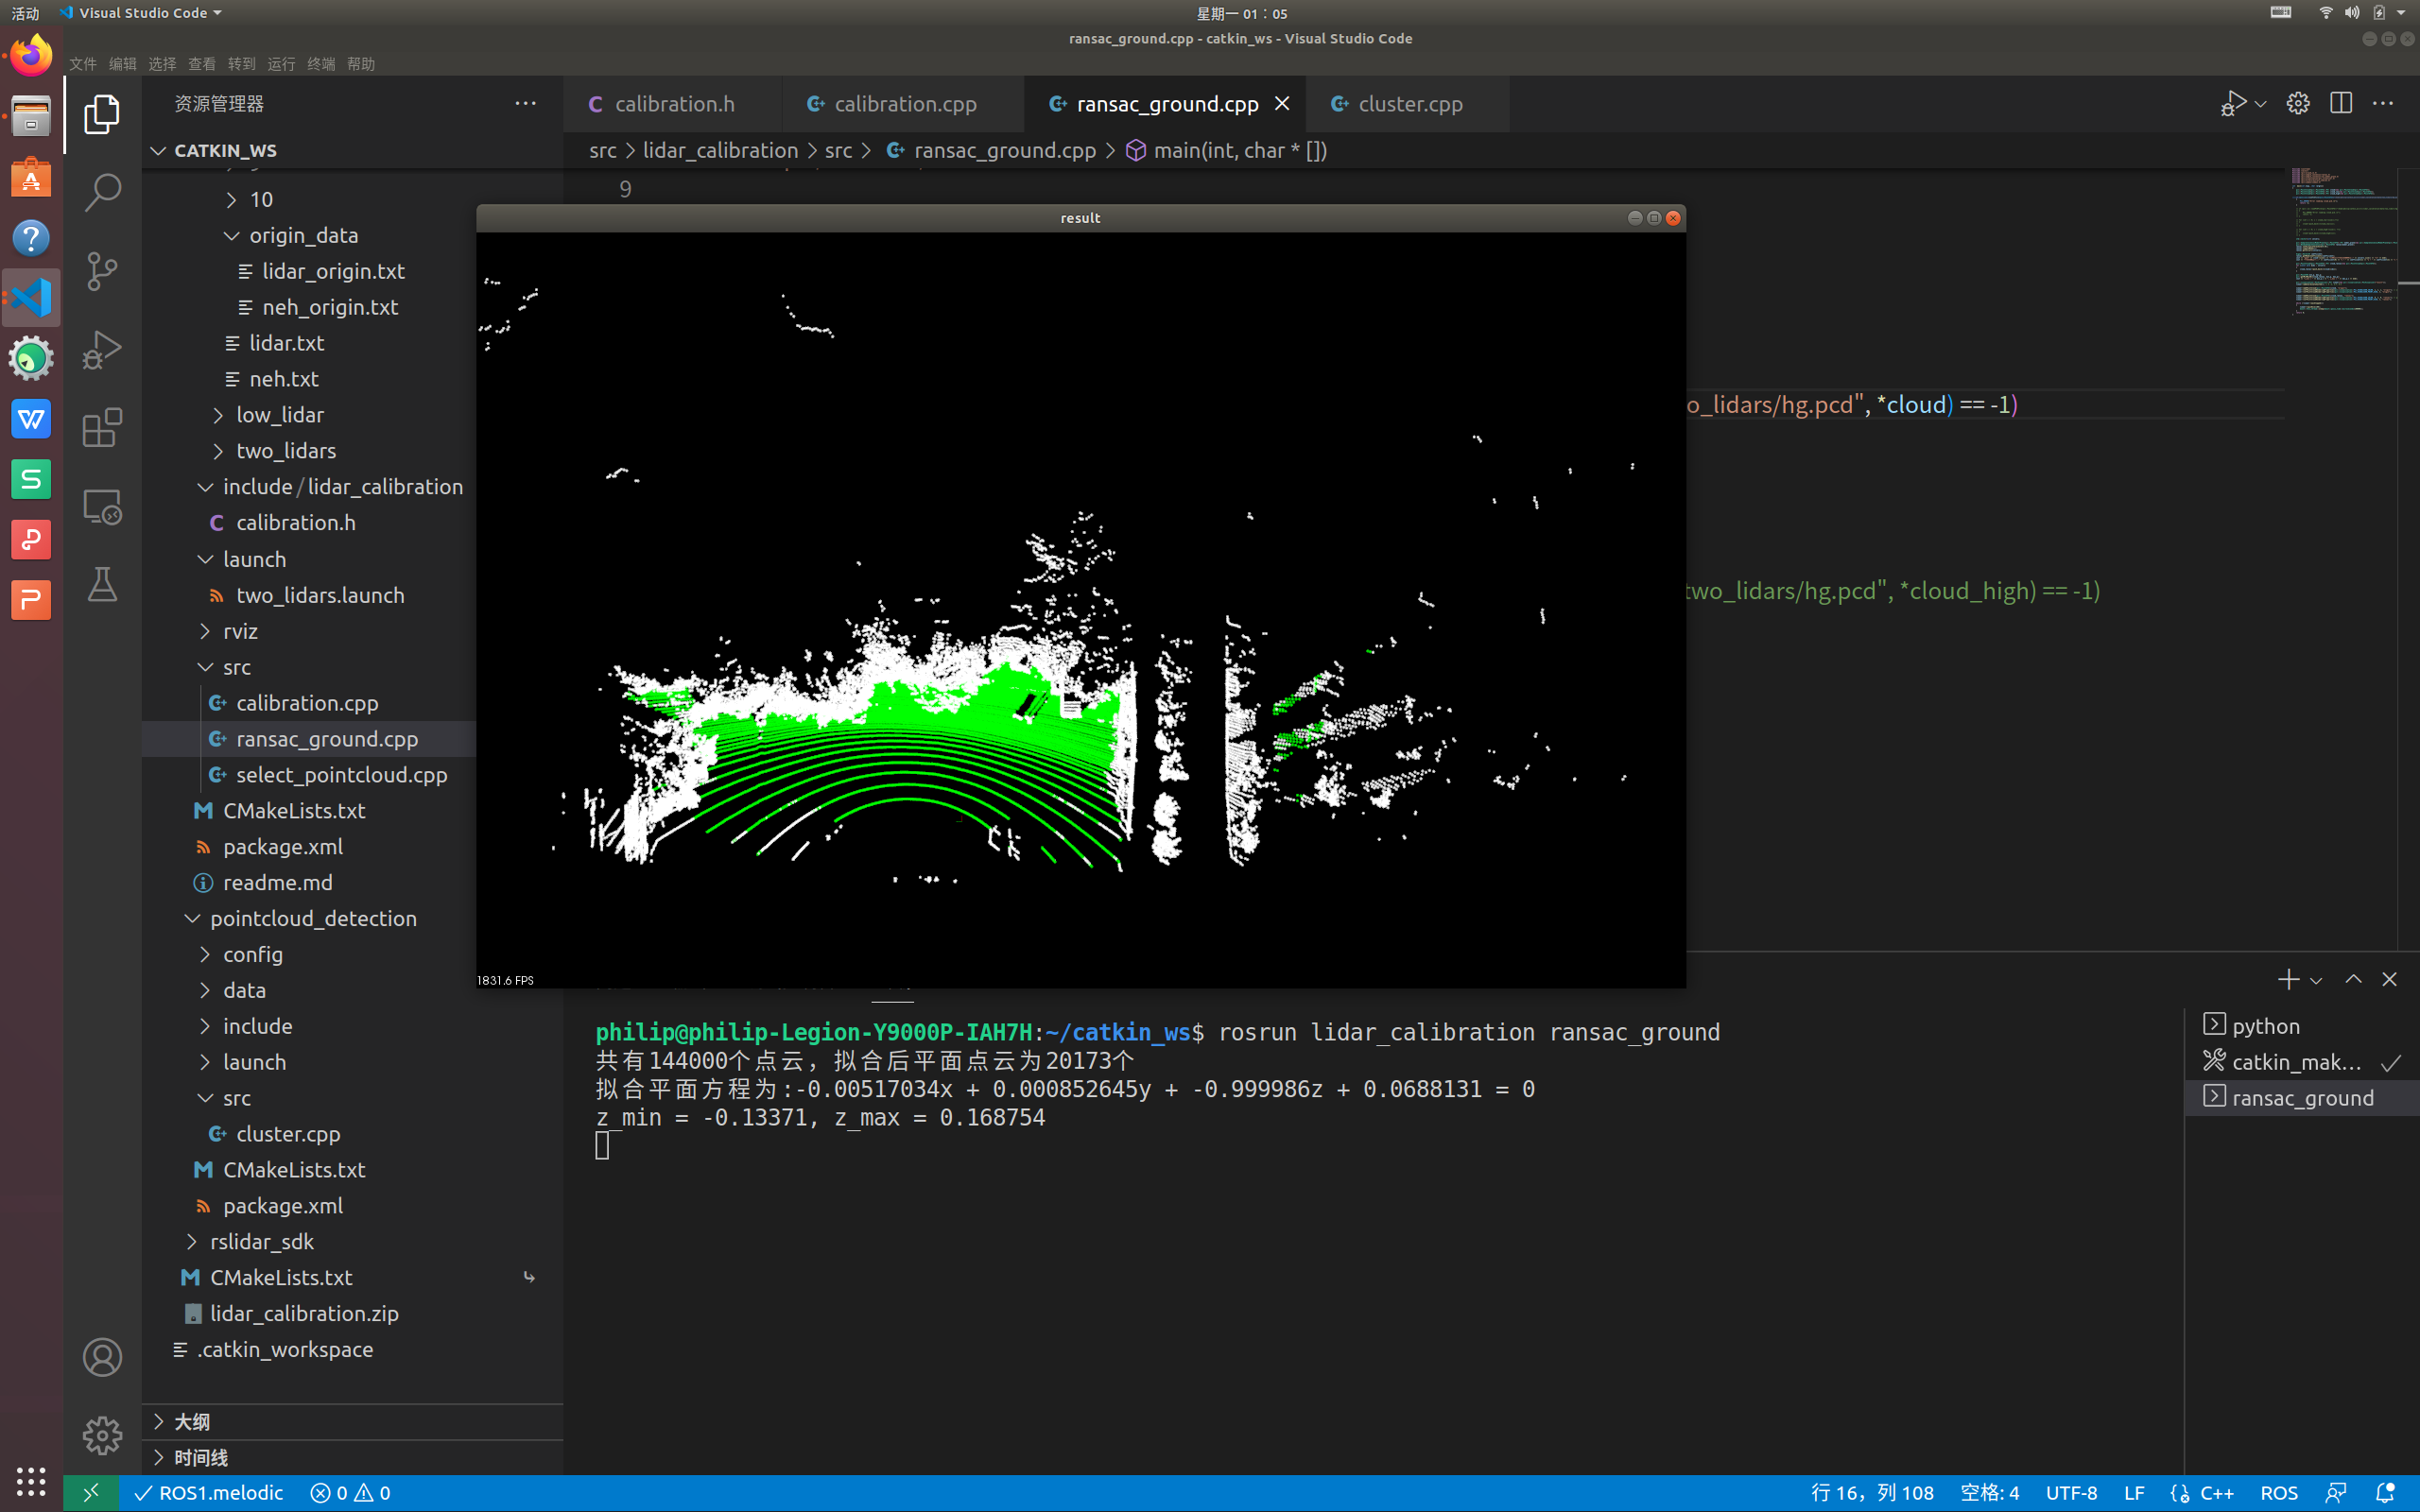 活动 Visual Studio Code 星期一 01：05
ransac_ground.cpp - catkin_ws - Visual Studio Code
文件 编辑 选择 查看 转到 运行 终端 帮助
资源管理器 ···
calibration.h calibration.cpp ransac_ground.cpp cluster.cpp
CATKIN_WS
src > lidar_calibration > src > ransac_ground.cpp > main(int, char * [])
9
10
origin_data
lidar_origin.txt
neh_origin.txt
lidar.txt
neh.txt
low_lidar
two_lidars
include/lidar_calibration
calibration.h
launch
two_lidars.launch
rviz
src
calibration.cpp
ransac_ground.cpp
select_pointcloud.cpp
CMakeLists.txt
package.xml
readme.md
pointcloud_detection
config
data
include
launch
src
cluster.cpp
CMakeLists.txt
package.xml
rslidar_sdk
CMakeLists.txt
lidar_calibration.zip
.catkin_workspace
大纲
时间线
result
1831.6 FPS
o_lidars/hg.pcd", *cloud) == -1)
two_lidars/hg.pcd", *cloud_high) == -1)
philip@philip-Legion-Y9000P-IAH7H:~/catkin_ws$ rosrun lidar_calibration ransac_ground
共有144000个点云，拟合后平面点云为20173个
拟合平面方程为:-0.00517034x + 0.000852645y + -0.999986z + 0.0688131 = 0
z_min = -0.13371, z_max = 0.168754
python
catkin_mak...
ransac_ground
ROS1.melodic 0 0 行 16，列 108 空格: 4 UTF-8 LF C++ ROS